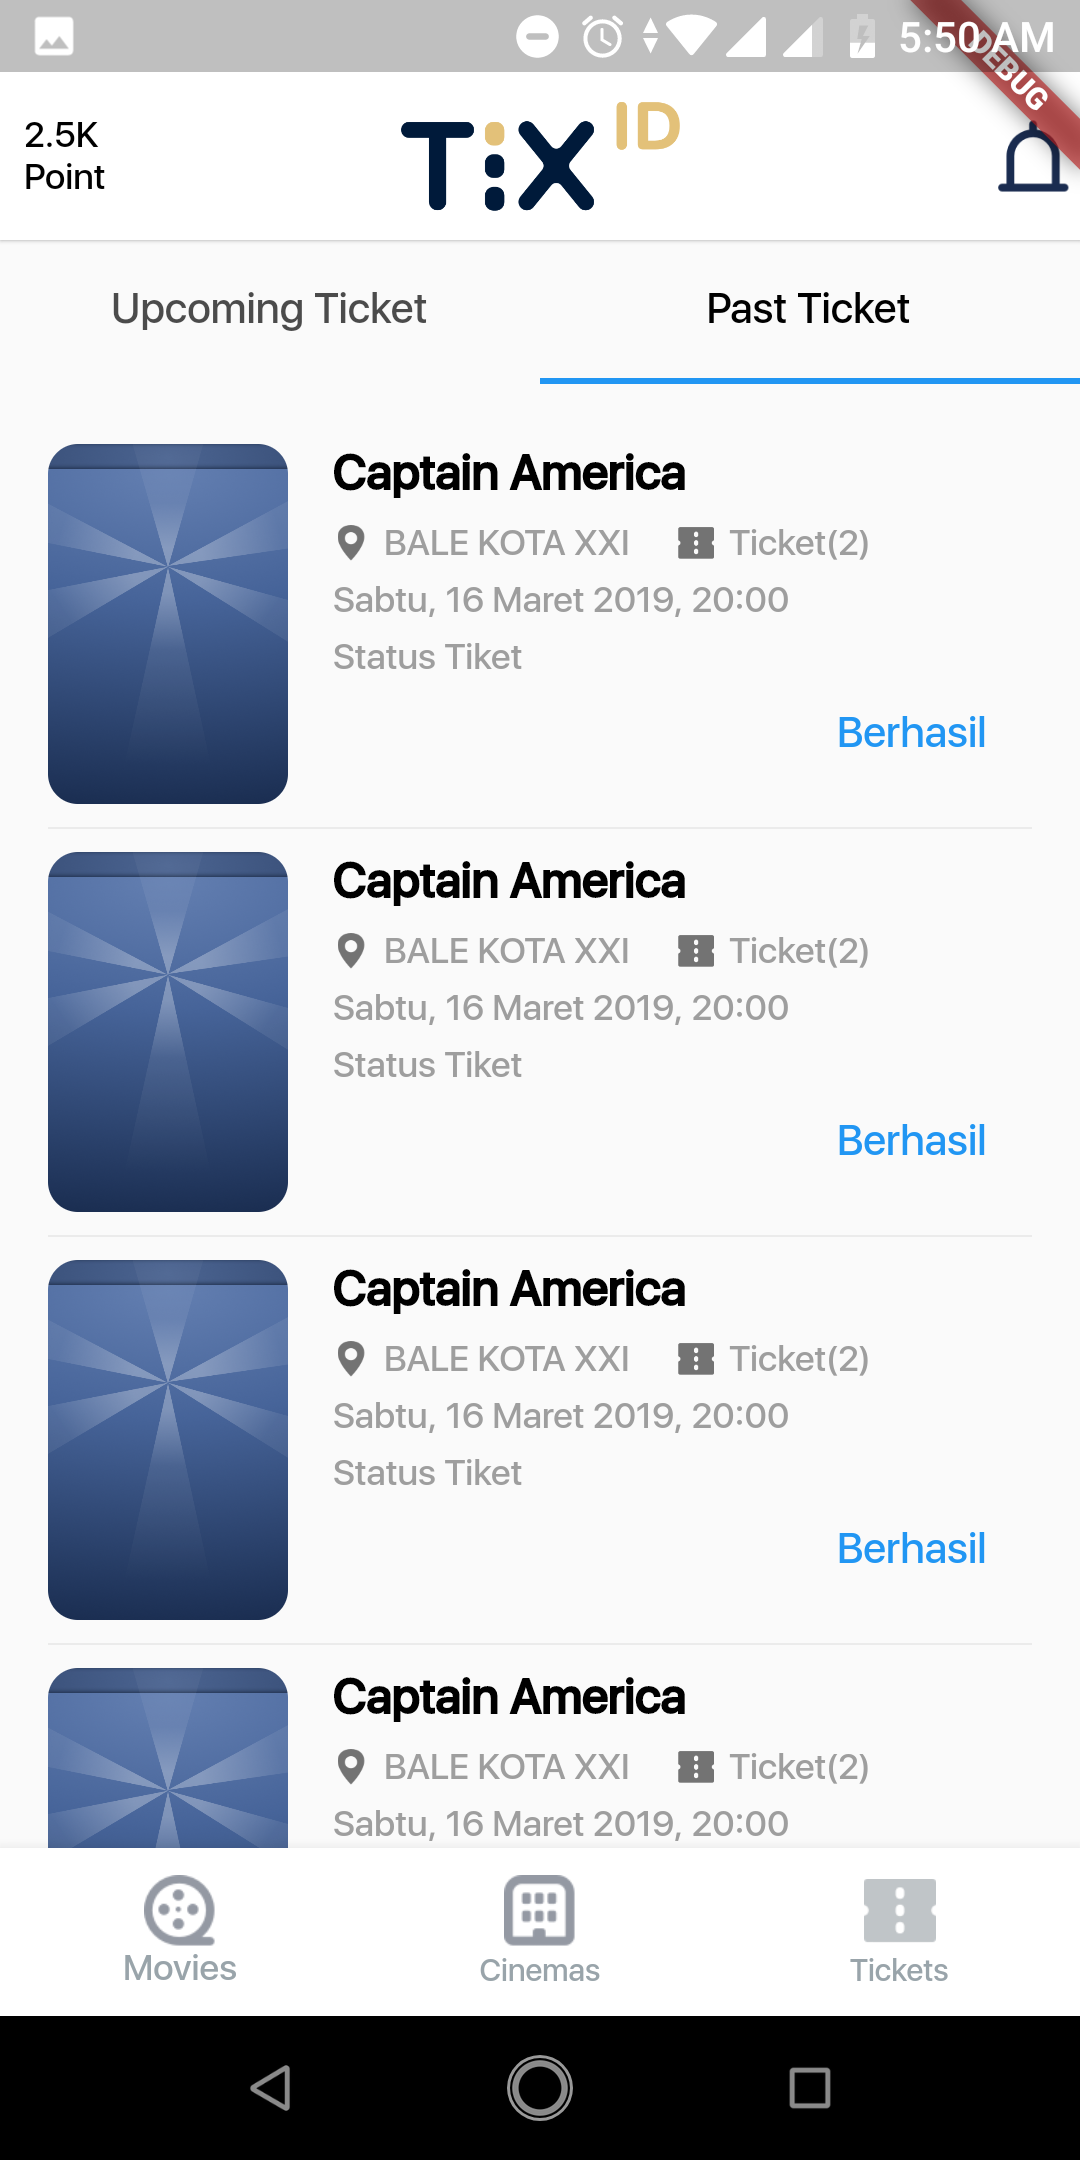 5:50 AM
DEBUG
2.5K
Point
TiX ID
Upcoming Ticket
Past Ticket
Captain America
BALE KOTA XXI Ticket(2)
Sabtu, 16 Maret 2019, 20:00
Status Tiket
Berhasil
Captain America
BALE KOTA XXI Ticket(2)
Sabtu, 16 Maret 2019, 20:00
Status Tiket
Berhasil
Captain America
BALE KOTA XXI Ticket(2)
Sabtu, 16 Maret 2019, 20:00
Status Tiket
Berhasil
Captain America
BALE KOTA XXI Ticket(2)
Sabtu, 16 Maret 2019, 20:00
Movies
Cinemas
Tickets